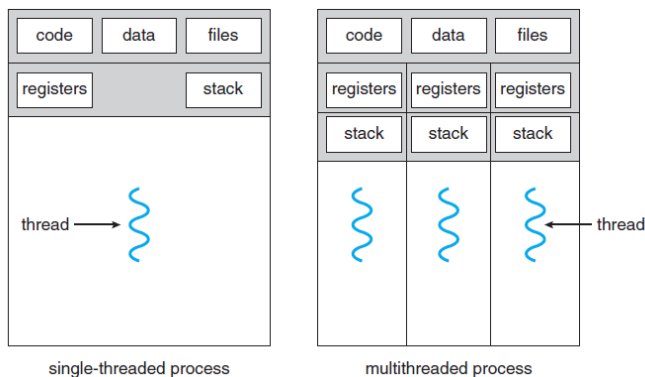 code data files
registers stack
thread
single-threaded process
code data files
registers registers registers
stack stack stack
thread
multithreaded process